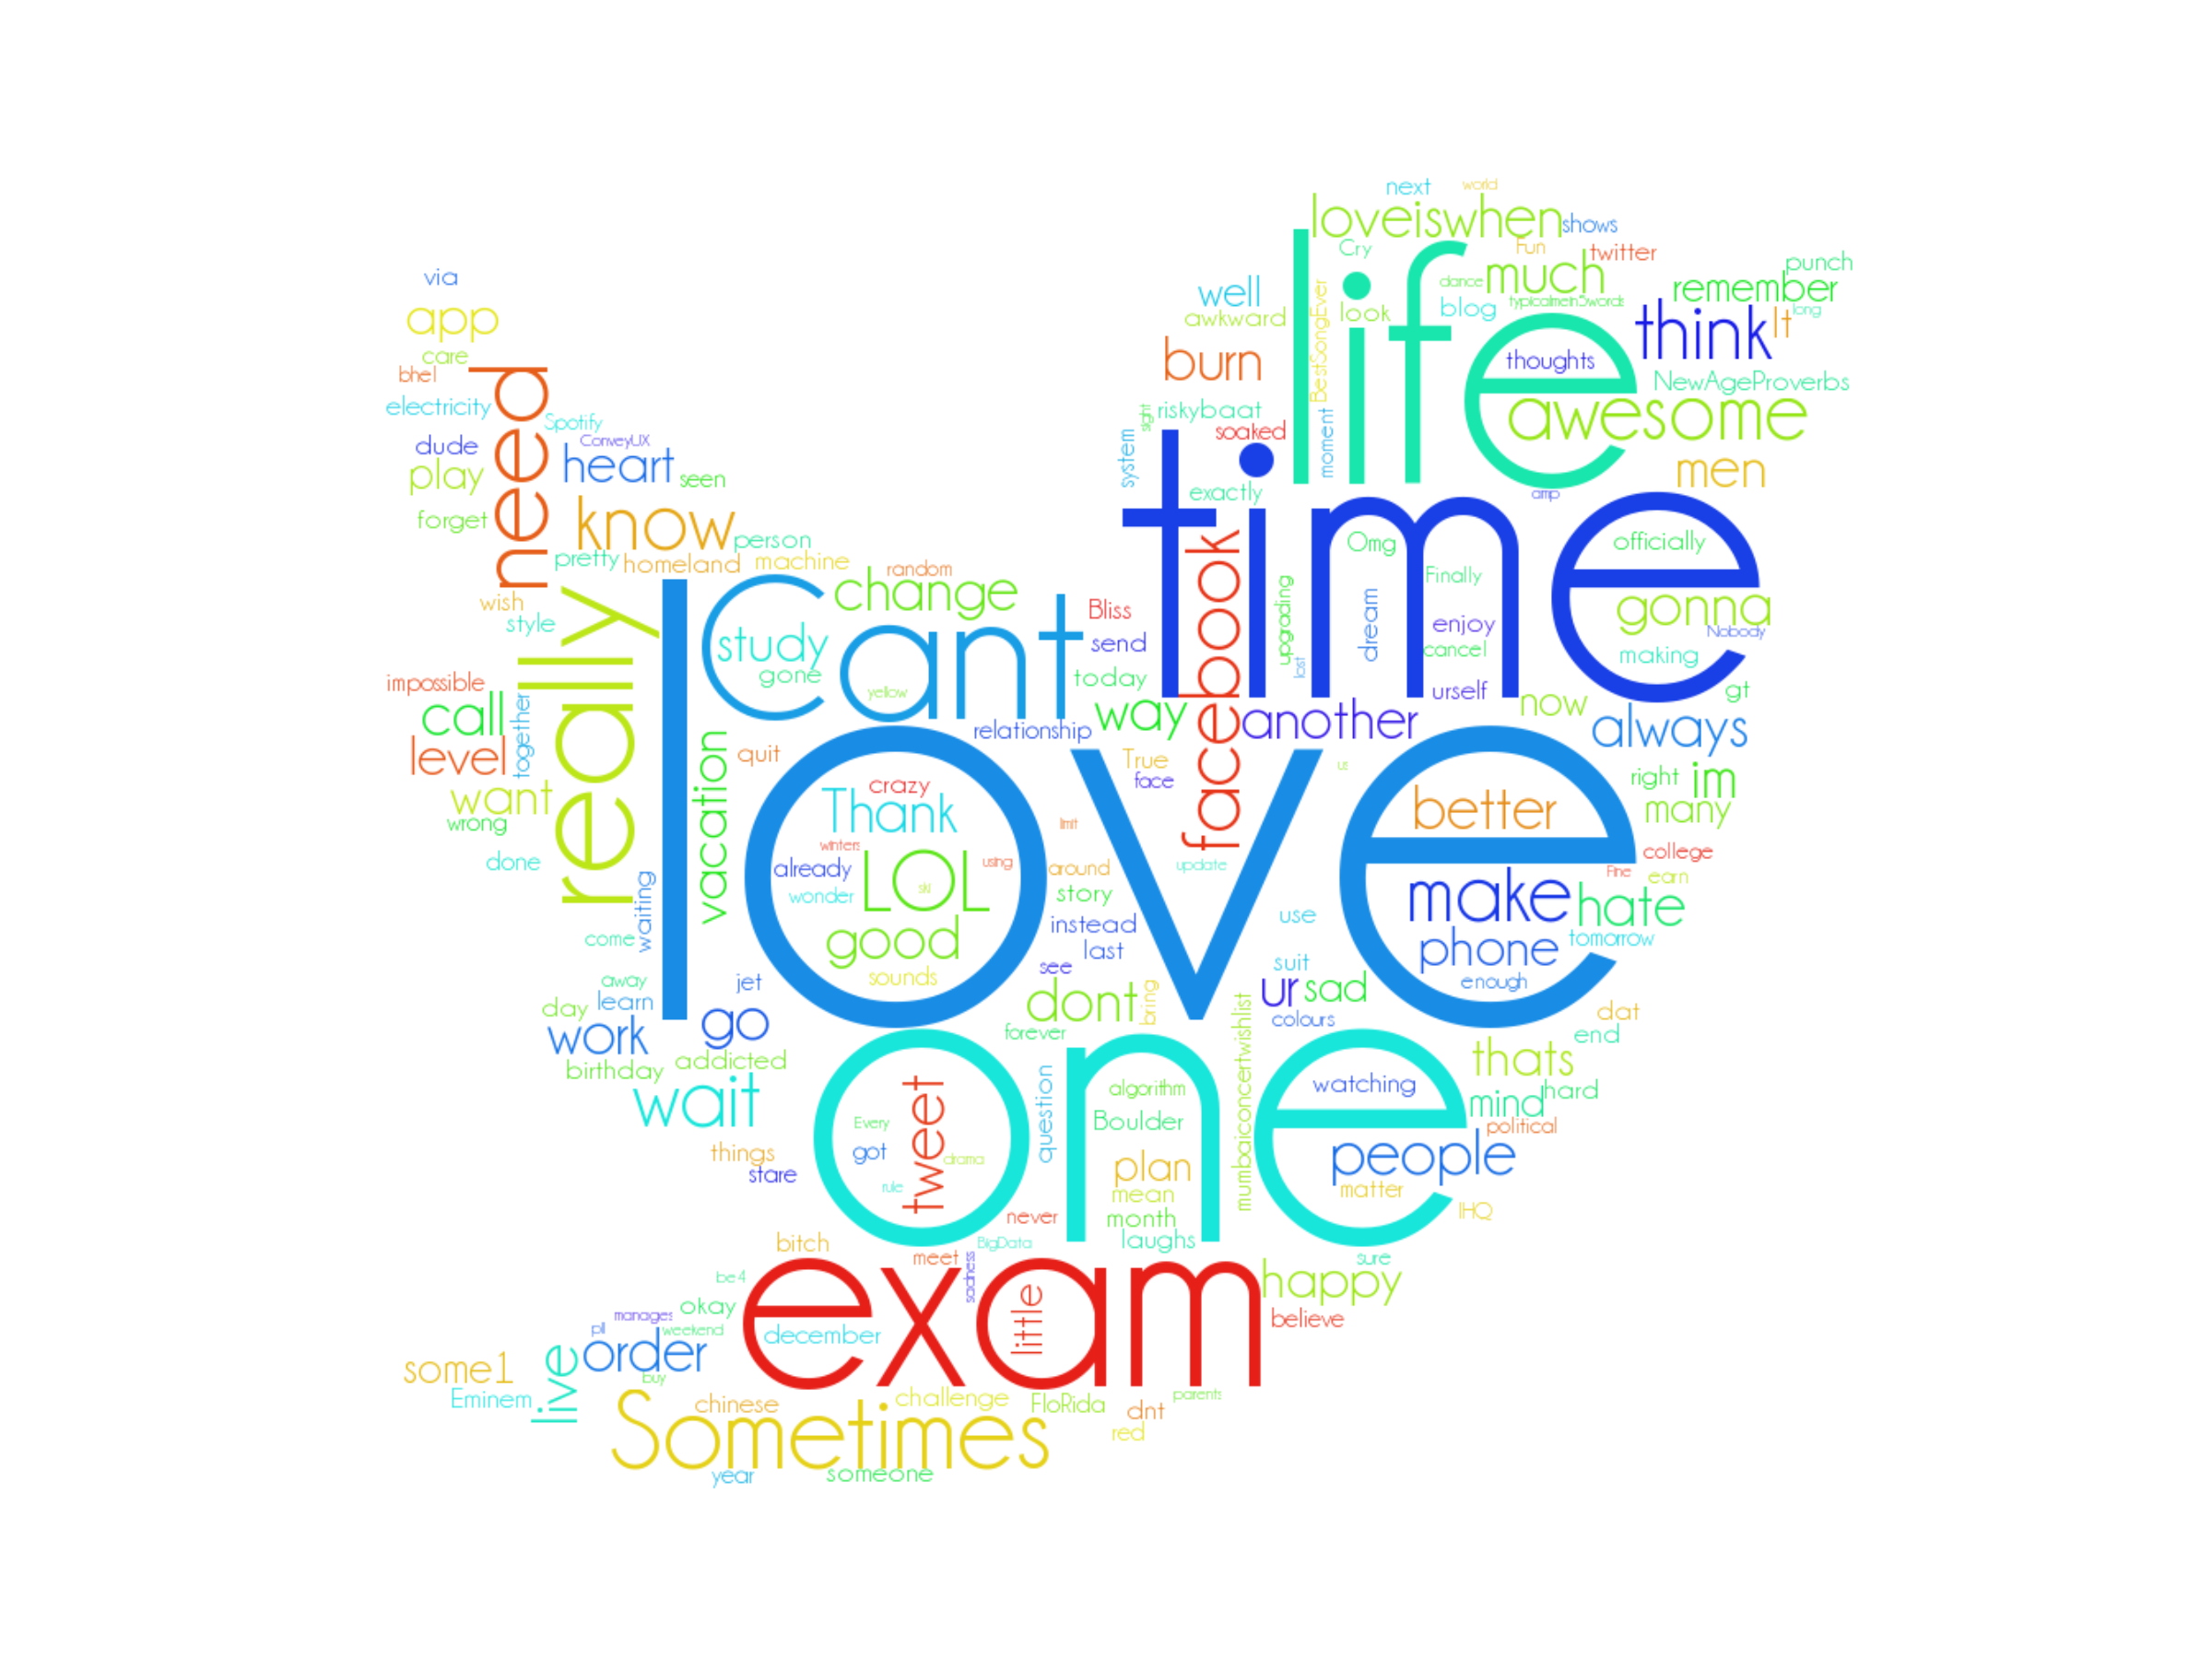 next
world
loveiswhen
shows
Cry
Fun
twitter
via
punch
well
life
dance
much
remember
app
awkward
BestSongEver
look
blog
typicalmein5words
think
It
long
care
burn
thoughts
bhel
need
NewAgeProverbs
electricity
Spotify
sight
riskybaat
awesome
dude
ConveyUX
soaked
moment
play
heart
seen
system
time
men
exactly
amp
forget
know
person
facebook
Omg
officially
pretty
homeland
machine
random
Finally
wish
really
love
Cant
change
Bliss
upgrading
dream
gonna
style
study
send
enjoy
Nobody
gone
today
lost
cancel
making
impossible
yellow
urself
gt
call
together
relationship
way
another
now
always
level
vacation
quit
True
us
right
im
want
crazy
face
better
many
wrong
Thank
limit
winters
college
done
waiting
already
LOL
using
around
update
Fine
earn
wonder
ski
story
make
hate
come
good
instead
use
phone
tomorrow
last
away
jet
sounds
see
suit
enough
day
learn
dont
bring
ur
sad
work
go
forever
colours
dat
end
birthday
addicted
one
mumbaiconcertwishlist
thats
wait
tweet
question
algorithm
watching
mind
hard
Every
Boulder
political
things
got
drama
people
stare
rule
plan
mean
matter
never
month
IHQ
bitch
BigData
laughs
meet
sadness
sure
be4
exam
happy
manages
okay
little
believe
pll
weekend
december
some1
live
order
Eminem
buy
chinese
challenge
FloRida
parents
Sometimes
dnt
red
year
someone